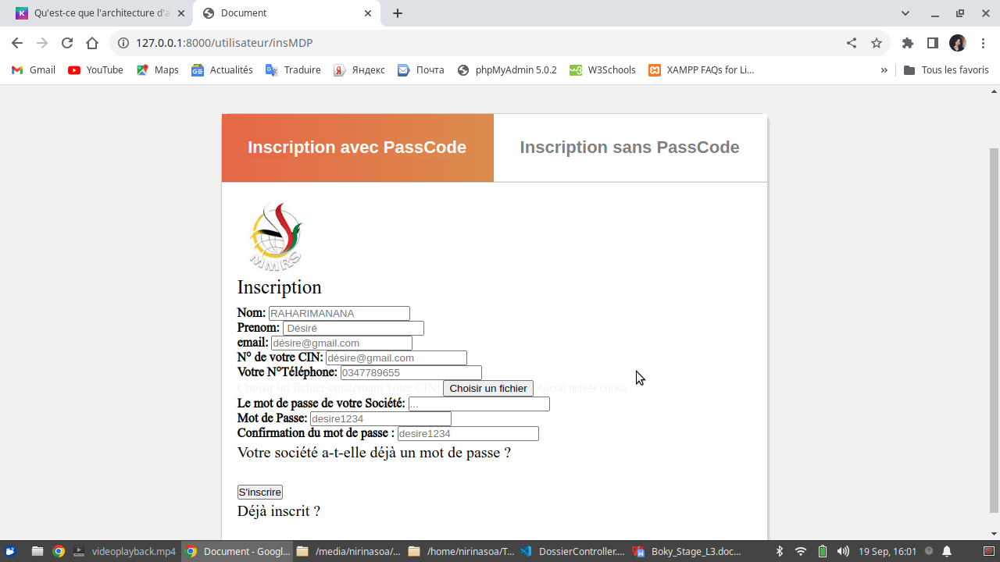 Qu'est-ce que l'architecture d'a
Document
127.0.0.1:8000/utilisateur/insMDP
Gmail YouTube Maps Actualités Traduire Яндекс Почта phpMyAdmin 5.0.2 W3Schools XAMPP FAQs for Li... » Tous les favoris
Inscription avec PassCode Inscription sans PassCode
MMRS
Inscription
Nom: RAHARIMANANA
Prenom: Désiré
email: désire@gmail.com
N° de votre CIN: désire@gmail.com
Votre N°Téléphone: 0347789655
Choisir un fichier concernant votre CIN: Choisir un fichier Aucun fichier choisi
Le mot de passe de votre Société: ...
Mot de Passe: desire1234
Confirmation du mot de passe : desire1234
Votre société a-t-elle déjà un mot de passe ?
S'inscrire
Déjà inscrit ?
videoplayback.mp4 Document - Googl... /media/nirinasoa/... /home/nirinasoa/T... DossierController.... Boky_Stage_L3.doc... 19 Sep, 16:01